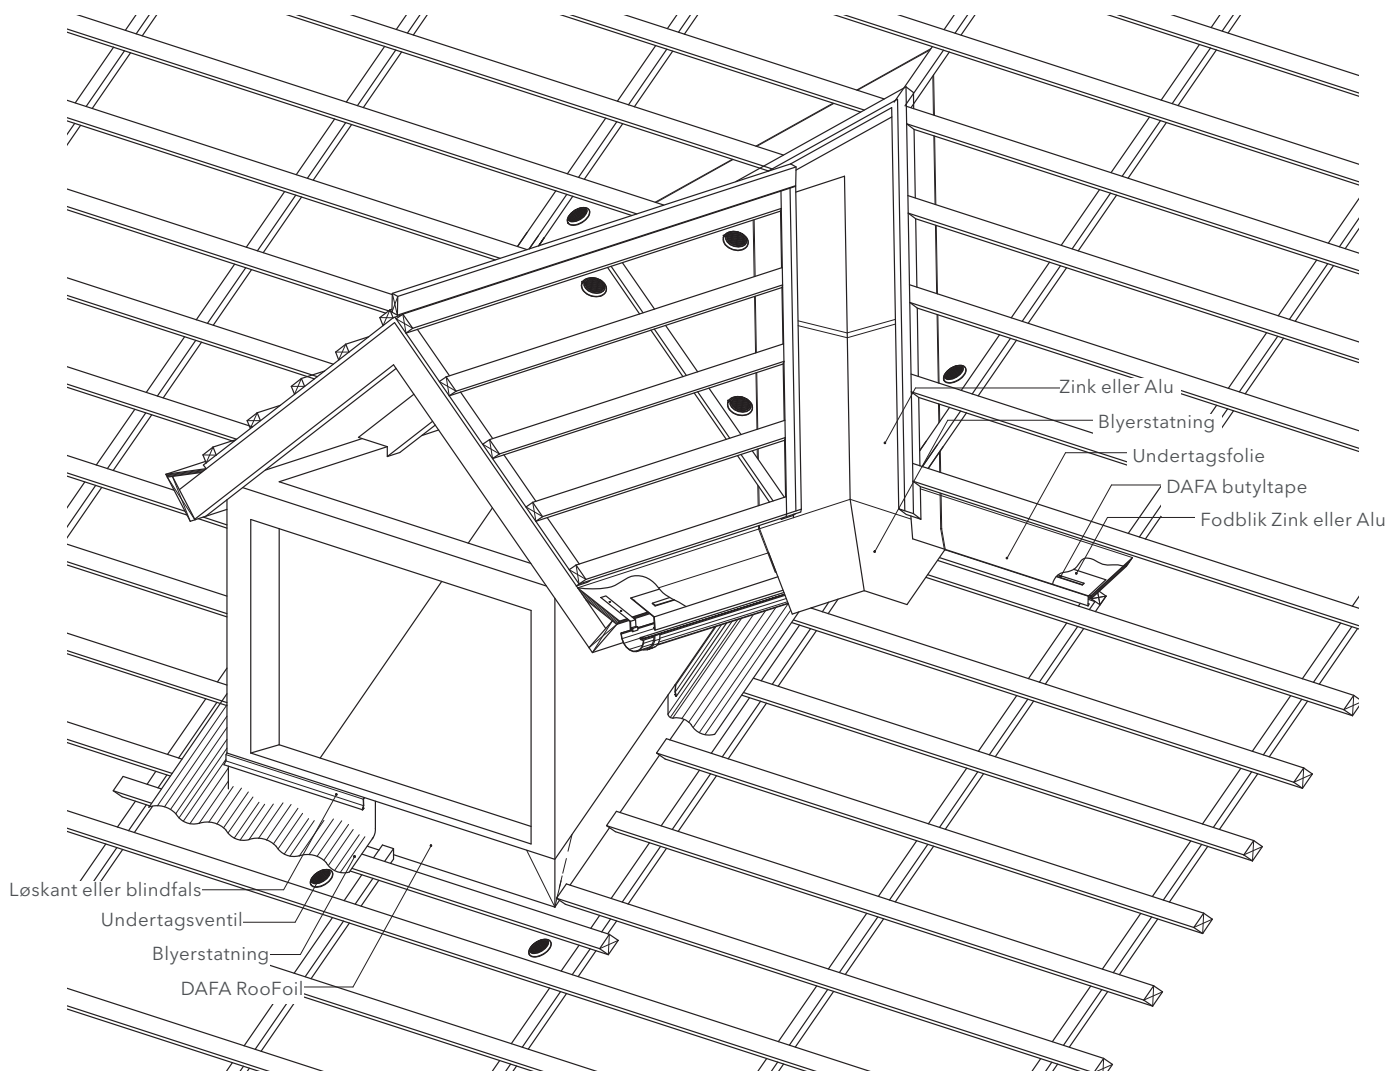 Zink eller Alu
Blyerstatning
Undertagsfolie
DAFA butyltape
Fodblik Zink eller Alu
Løskant eller blindfals
Undertagsventil
Blyerstatning
DAFA RooFoil